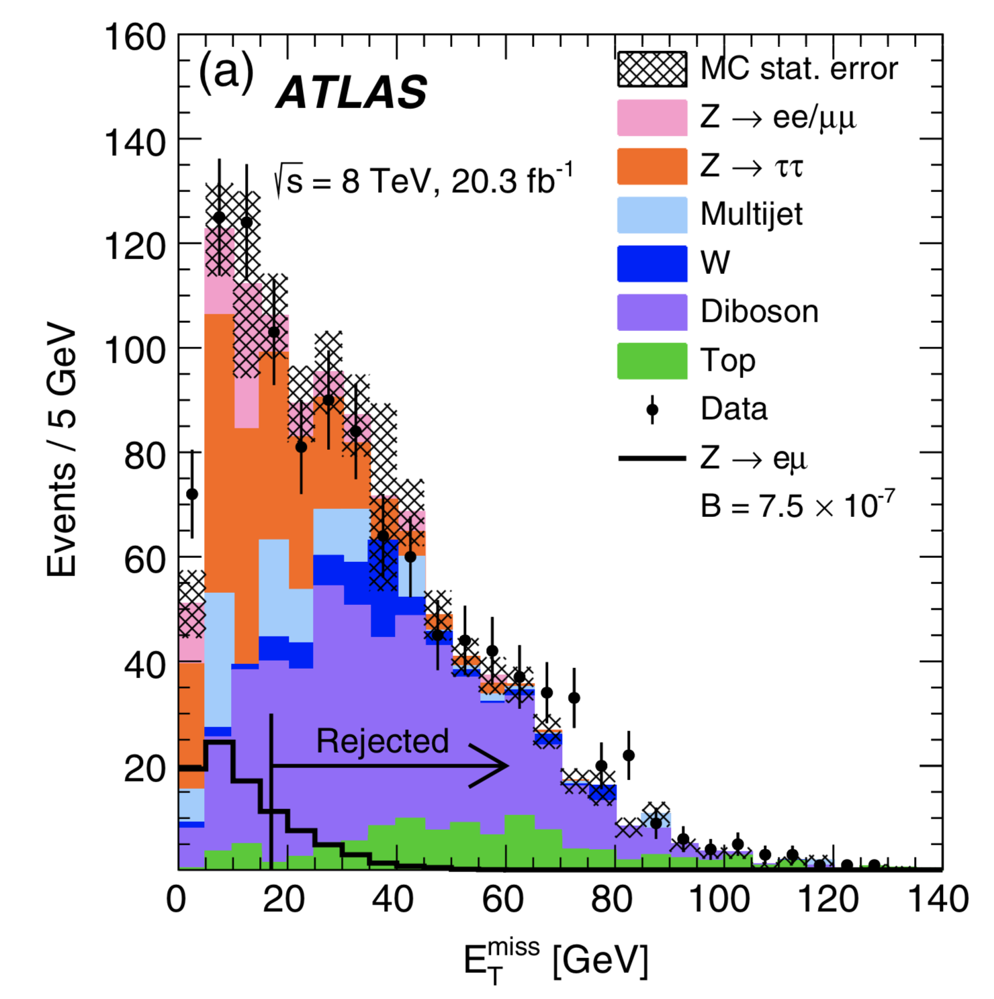 (a) ATLAS
√s = 8 TeV, 20.3 fb-1
MC stat. error
Z → ee/μμ
Z → ττ
Multijet
W
Diboson
Top
Data
Z → eμ
B = 7.5 × 10-7
Rejected
Events / 5 GeV
160
140
120
100
80
60
40
20
0 20 40 60 80 100 120 140
E_T^miss [GeV]